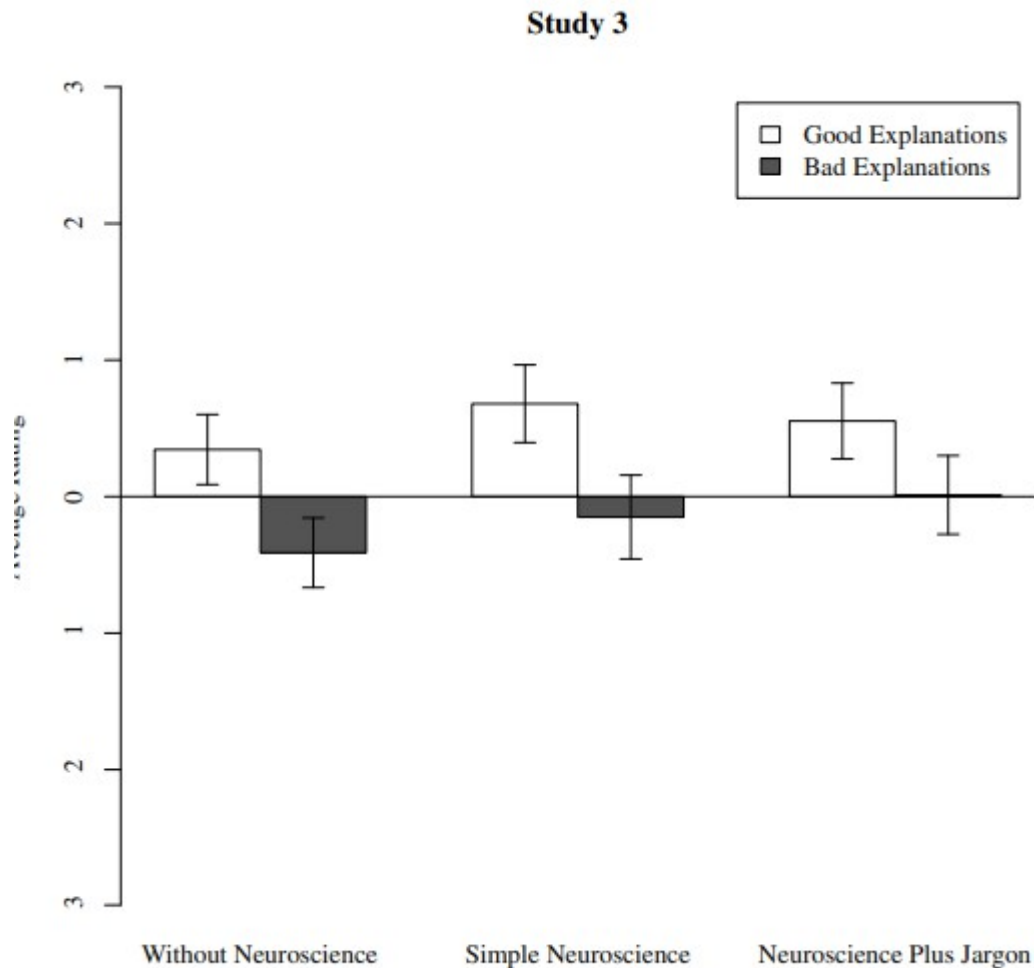 Study 3
3
2
1
0
1
2
3
Good Explanations
Bad Explanations
Without Neuroscience
Simple Neuroscience
Neuroscience Plus Jargon